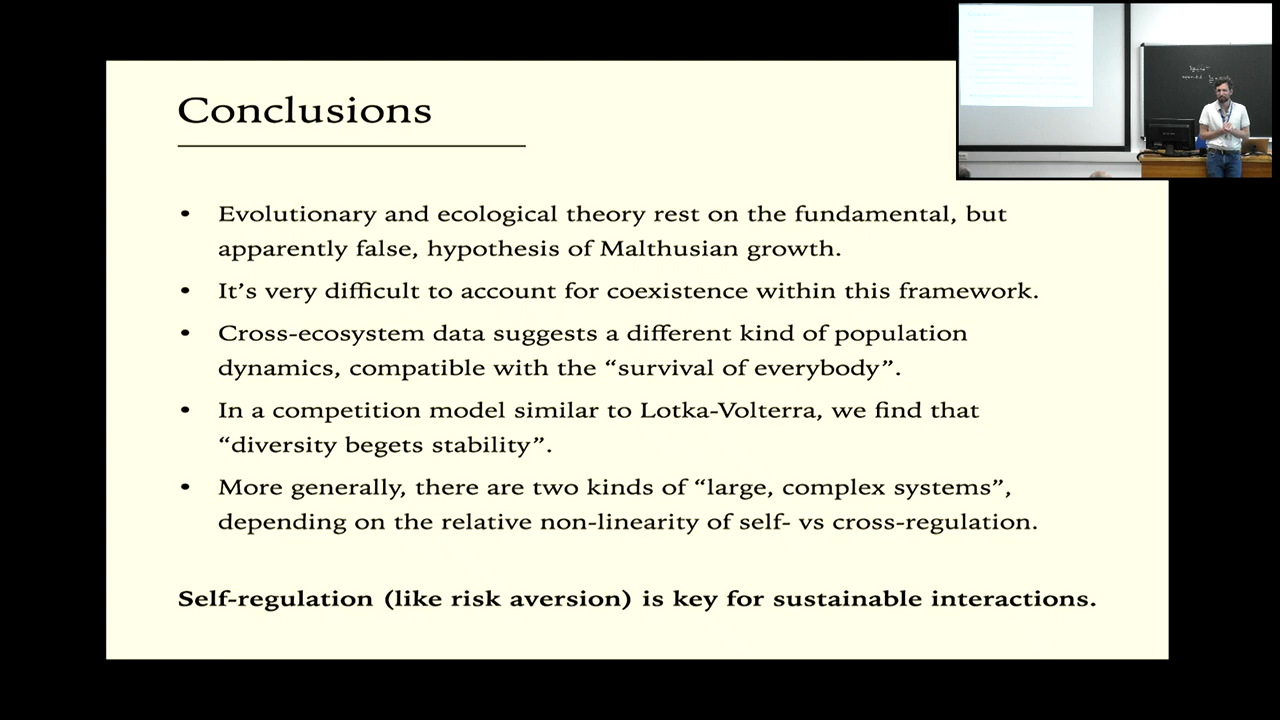 Conclusions
• Evolutionary and ecological theory rest on the fundamental, but
apparently false, hypothesis of Malthusian growth.
• It’s very difficult to account for coexistence within this framework.
• Cross-ecosystem data suggests a different kind of population
dynamics, compatible with the “survival of everybody”.
• In a competition model similar to Lotka-Volterra, we find that
“diversity begets stability”.
• More generally, there are two kinds of “large, complex systems”,
depending on the relative non-linearity of self- vs cross-regulation.
Self-regulation (like risk aversion) is key for sustainable interactions.